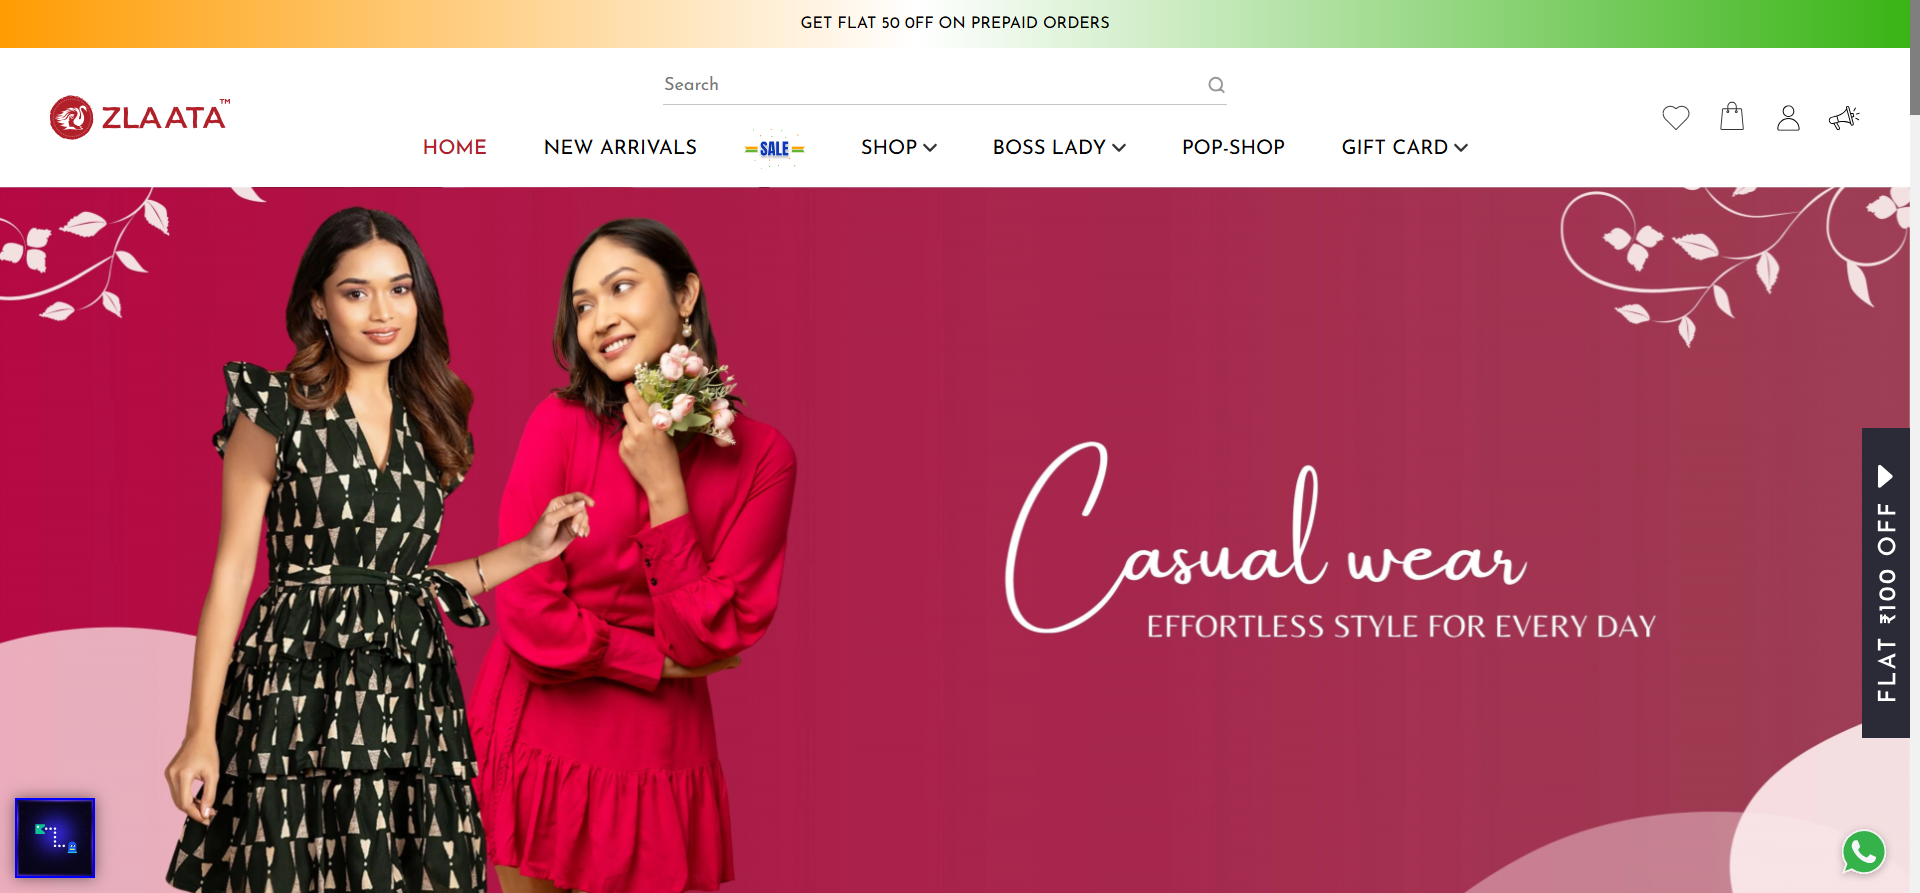 GET FLAT 50 OFF ON PREPAID ORDERS
Search
ZLAATA™
HOME
NEW ARRIVALS
SALE
SHOP
BOSS LADY
POP-SHOP
GIFT CARD
Casual wear
EFFORTLESS STYLE FOR EVERY DAY
FLAT ₹100 OFF